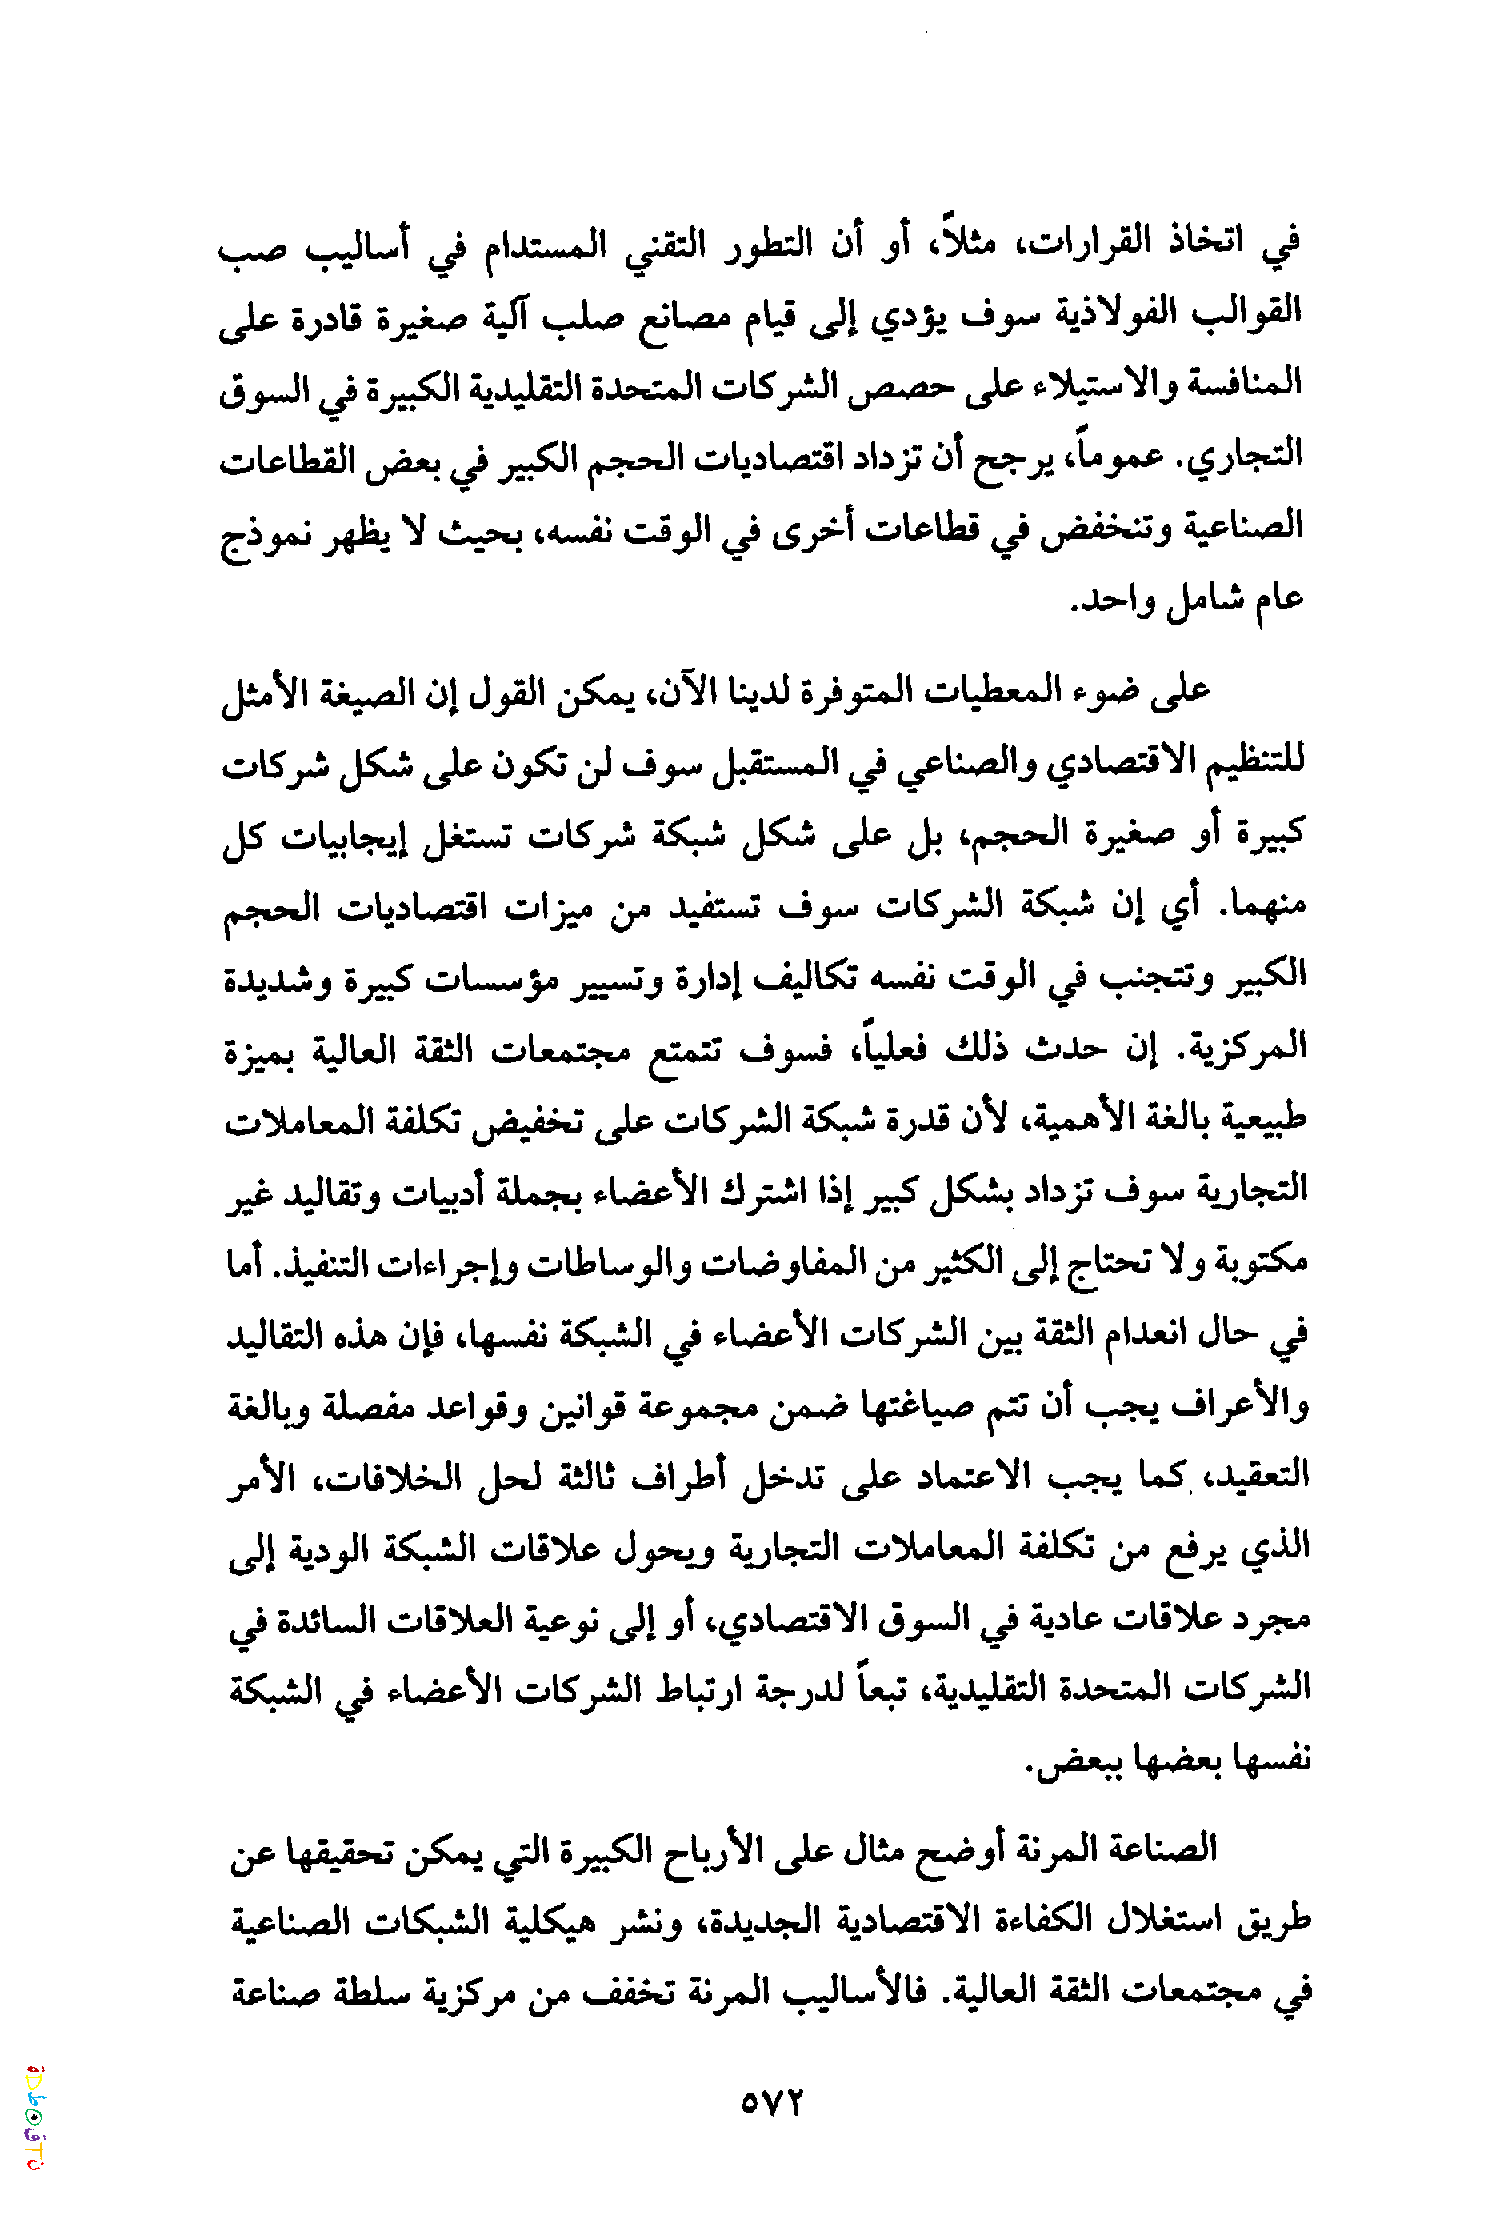 في اتخاذ القرارات، مثلاً، أو أن التطور التقني المستدام في أساليب صب
القوالب الفولاذية سوف يؤدي إلى قيام مصانع صلب آلية صغيرة قادرة على
المنافسة والاستيلاء على حصص الشركات المتحدة التقليدية الكبيرة في السوق
التجاري. عموماً، يرجح أن تزداد اقتصاديات الحجم الكبير في بعض القطاعات
الصناعية وتنخفض في قطاعات أخرى في الوقت نفسه، بحيث لا يظهر نموذج
عام شامل واحد.
على ضوء المعطيات المتوفرة لدينا الآن، يمكن القول إن الصيغة الأمثل
للتنظيم الاقتصادي والصناعي في المستقبل سوف لن تكون على شكل شركات
كبيرة أو صغيرة الحجم، بل على شكل شبكة شركات تستغل إيجابيات كل
منهما. أي إن شبكة الشركات سوف تستفيد من ميزات اقتصاديات الحجم
الكبير وتتجنب في الوقت نفسه تكاليف إدارة وتسيير مؤسسات كبيرة وشديدة
المركزية. إن حدث ذلك فعلياً، فسوف تتمتع مجتمعات الثقة العالية بميزة
طبيعية بالغة الأهمية، لأن قدرة شبكة الشركات على تخفيض تكلفة المعاملات
التجارية سوف تزداد بشكل كبير إذا اشترك الأعضاء بجملة أدبيات وتقاليد غير
مكتوبة ولا تحتاج إلى الكثير من المفاوضات والوساطات وإجراءات التنفيذ. أما
في حال انعدام الثقة بين الشركات الأعضاء في الشبكة نفسها، فإن هذه التقاليد
والأعراف يجب أن تتم صياغتها ضمن مجموعة قوانين وقواعد مفصلة وبالغة
التعقيد، كما يجب الاعتماد على تدخل أطراف ثالثة لحل الخلافات، الأمر
الذي يرفع من تكلفة المعاملات التجارية ويحول علاقات الشبكة الودية إلى
مجرد علاقات عادية في السوق الاقتصادي، أو إلى نوعية العلاقات السائدة في
الشركات المتحدة التقليدية، تبعاً لدرجة ارتباط الشركات الأعضاء في الشبكة
نفسها بعضها ببعض.
الصناعة المرنة أوضح مثال على الأرباح الكبيرة التي يمكن تحقيقها عن
طريق استغلال الكفاءة الاقتصادية الجديدة، ونشر هيكلية الشبكات الصناعية
في مجتمعات الثقة العالية. فالأساليب المرنة تخفف من مركزية سلطة صناعة
٥٧٢